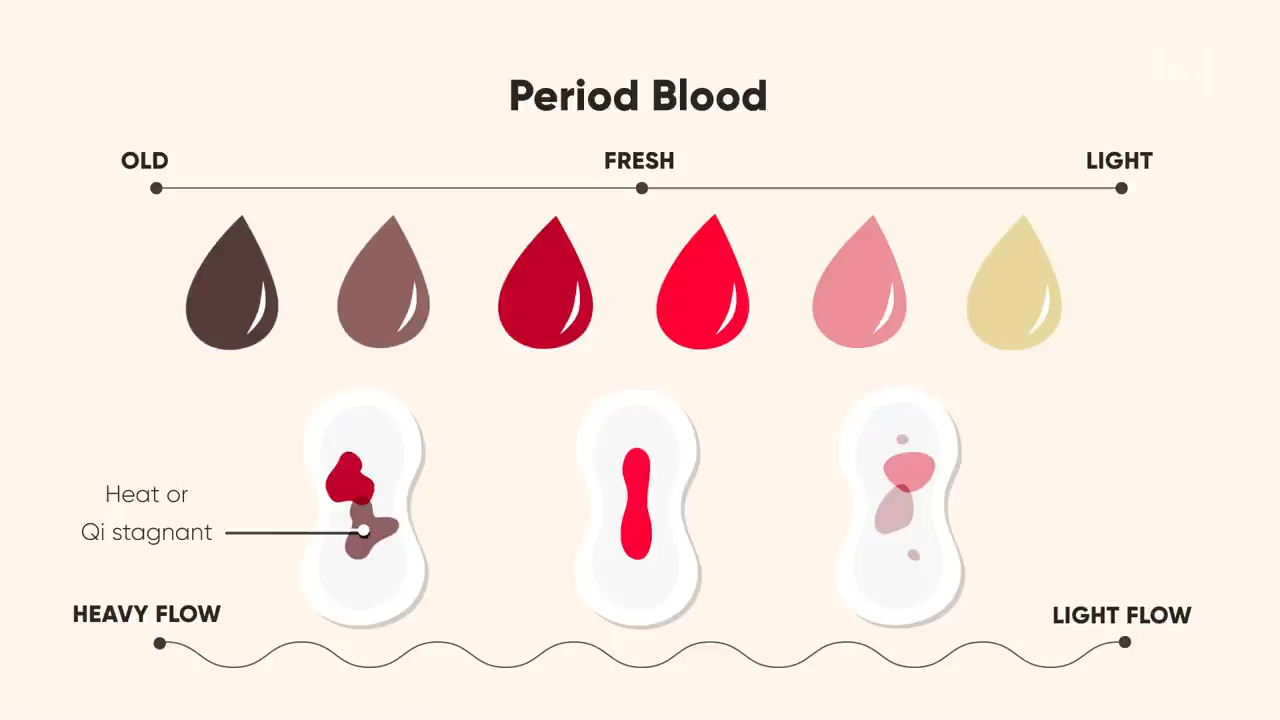 Period Blood
OLD
FRESH
LIGHT
Heat or
Qi stagnant
HEAVY FLOW
LIGHT FLOW